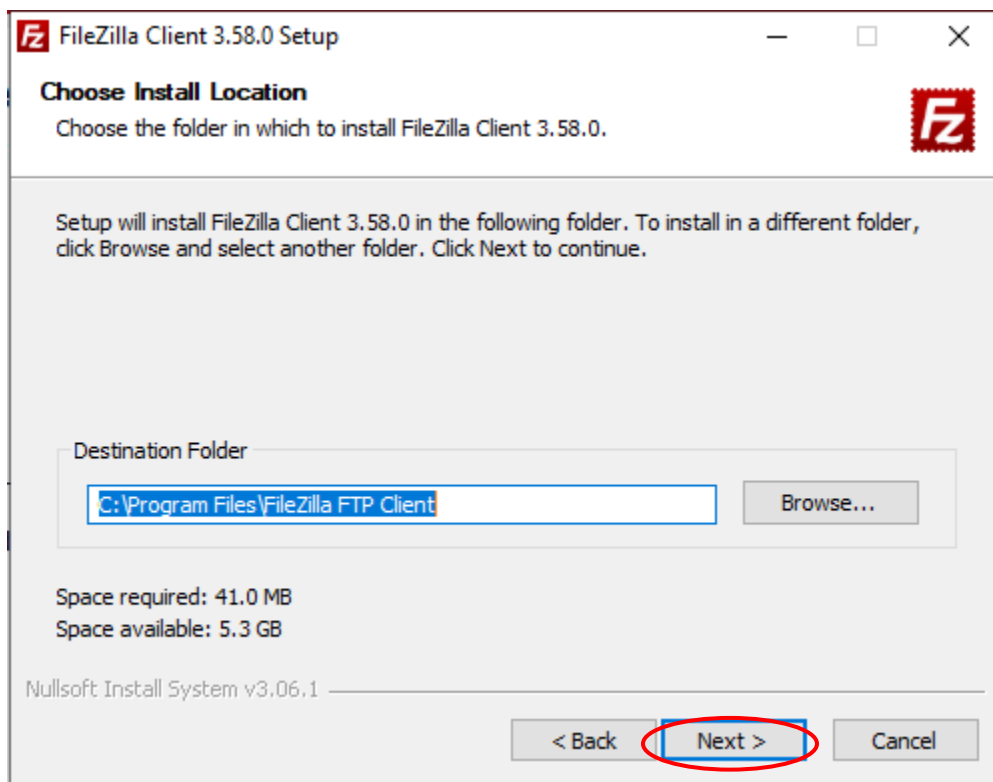 FileZilla Client 3.58.0 Setup
Choose Install Location
Choose the folder in which to install FileZilla Client 3.58.0.
Fz
Setup will install FileZilla Client 3.58.0 in the following folder. To install in a different folder,
click Browse and select another folder. Click Next to continue.
Destination Folder
C:\Program Files\FileZilla FTP Client
Browse...
Space required: 41.0 MB
Space available: 5.3 GB
Nullsoft Install System v3.06.1
< Back
Next >
Cancel